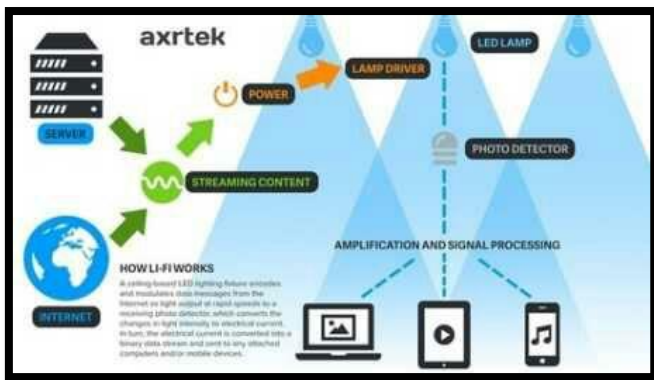 axrtek
LED LAMP
LAMP DRIVER
POWER
SERVER
PHOTO DETECTOR
STREAMING CONTENT
AMPLIFICATION AND SIGNAL PROCESSING
HOW LI-FI WORKS
A ceiling-based LED lighting fixture encodes
and modulates data messages from the
Internet so light output at rapid speeds to a
receiving photo detector, which converts the
changes in light intensity to electrical current.
In turn, the electrical current is converted into a
binary data stream and sent to any attached
computers and/or mobile devices.
INTERNET